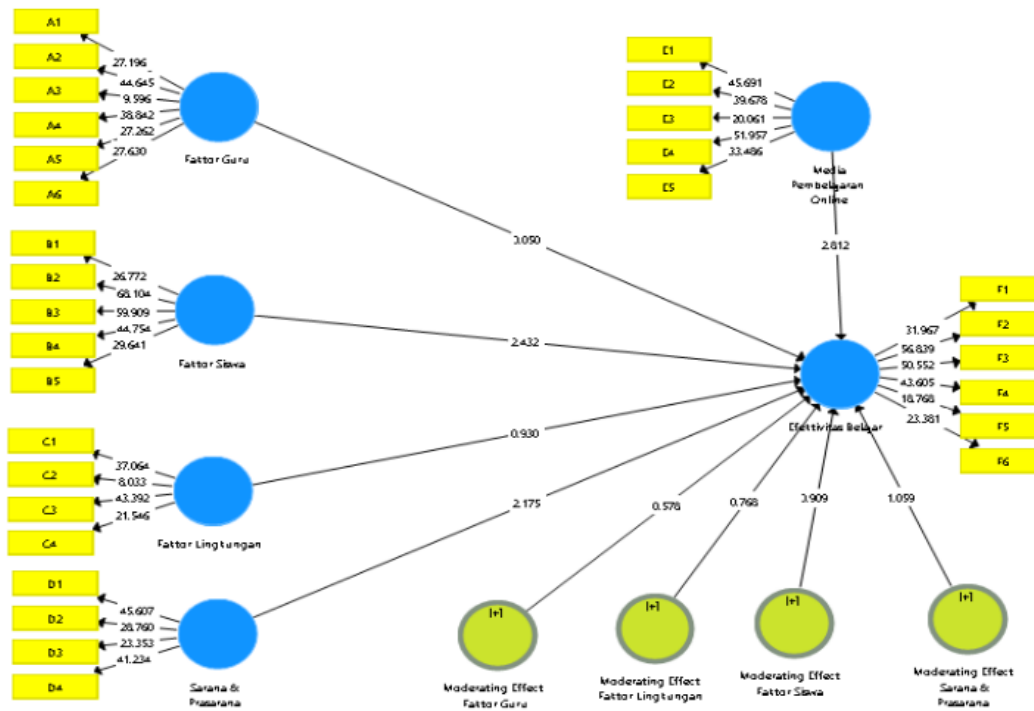 A1
A2
A3
A4
A5
A6
27.196
44.645
9.596
38.842
27.262
27.630
Faktor Guru
B1
B2
B3
B4
B5
26.772
68.104
59.909
44.754
29.641
Faktor Siswa
C1
C2
C3
C4
37.064
8.033
43.392
21.546
Faktor Lingkungan
D1
D2
D3
D4
45.607
28.760
23.353
41.234
Sarana &
Prasarana
E1
E2
E3
E4
E5
45.691
39.678
20.061
51.957
33.486
Media
Pembelajaran
Online
3.050
2.812
2.432
0.930
2.175
0.578
0.768
3.909
1.059
Efektivitas Belajar
31.967
56.839
50.552
43.605
18.768
23.381
F1
F2
F3
F4
F5
F6
[+]
Moderating Effect
Faktor Guru
[+]
Moderating Effect
Faktor Lingkungan
[+]
Moderating Effect
Faktor Siswa
[+]
Moderating Effect
Sarana &
Prasarana